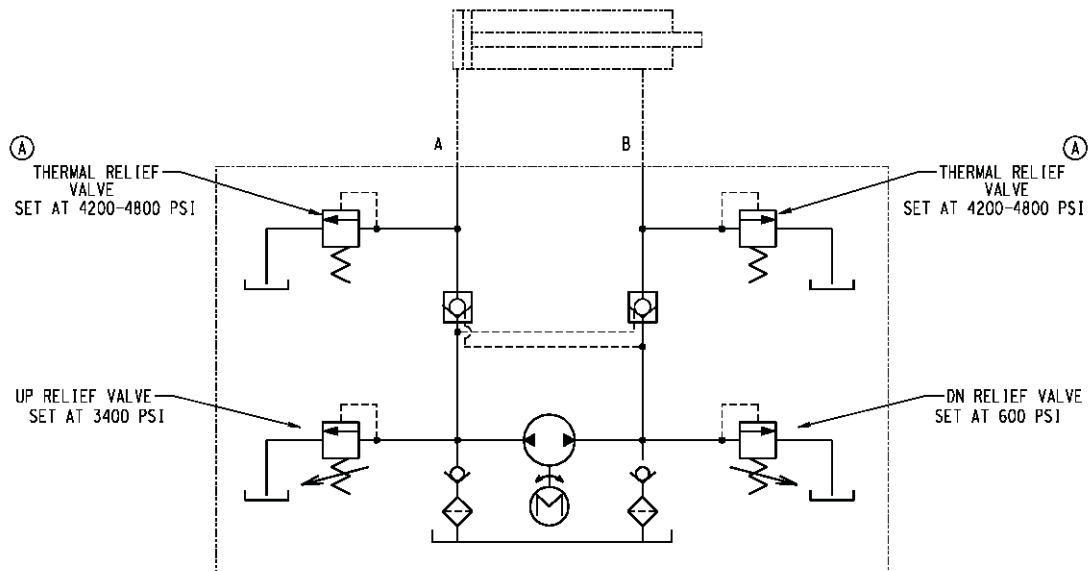 A B
Ⓐ Ⓐ
THERMAL RELIEF
VALVE
SET AT 4200-4800 PSI
THERMAL RELIEF
VALVE
SET AT 4200-4800 PSI
UP RELIEF VALVE
SET AT 3400 PSI
DN RELIEF VALVE
SET AT 600 PSI
M